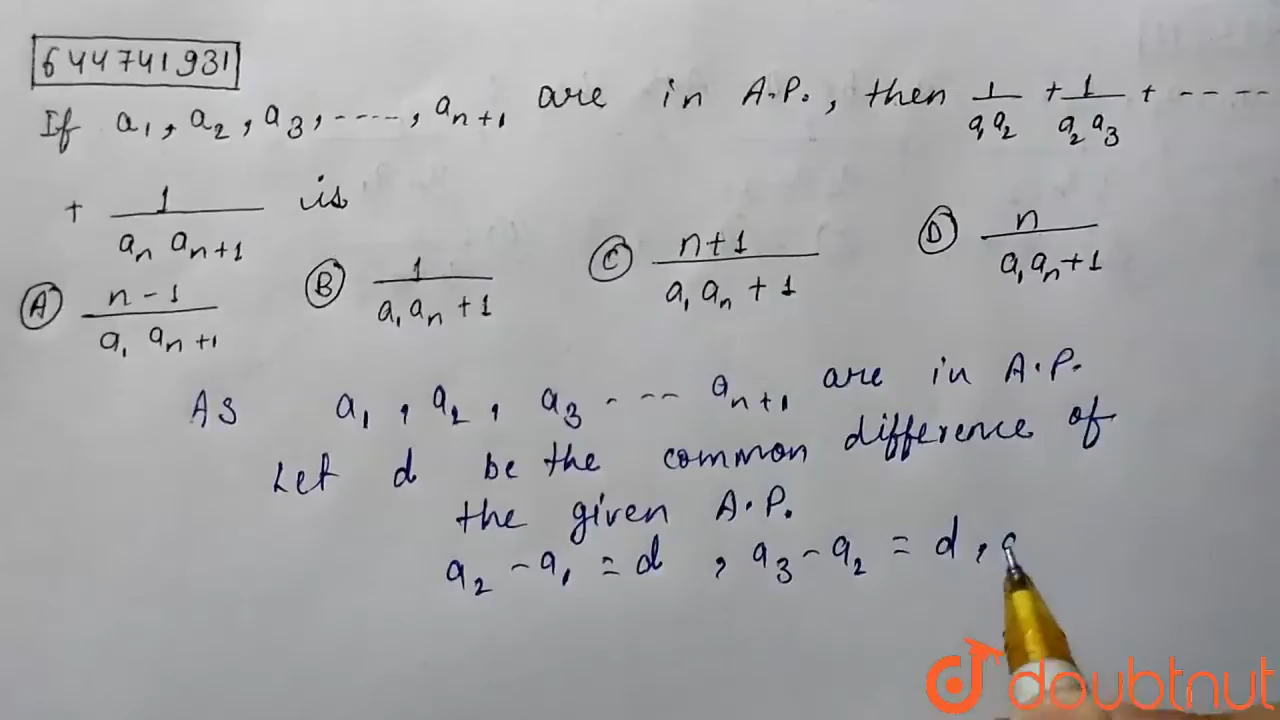 644741931
If a₁, a₂, a₃, ----, aₙ₊₁ are in A.P., then 1/a₁a₂ + 1/a₂a₃ + ----
+ 1/aₙ aₙ₊₁ is
(A) n-1/a₁ aₙ₊₁ (B) 1/a₁aₙ+1 (C) n+1/a₁aₙ+1 (D) n/a₁aₙ+1
As a₁, a₂, a₃ ---- aₙ₊₁ are in A.P.
Let d be the common difference of
the given A.P.
a₂ - a₁ = d, a₃ - a₂ = d, a
doubtnut